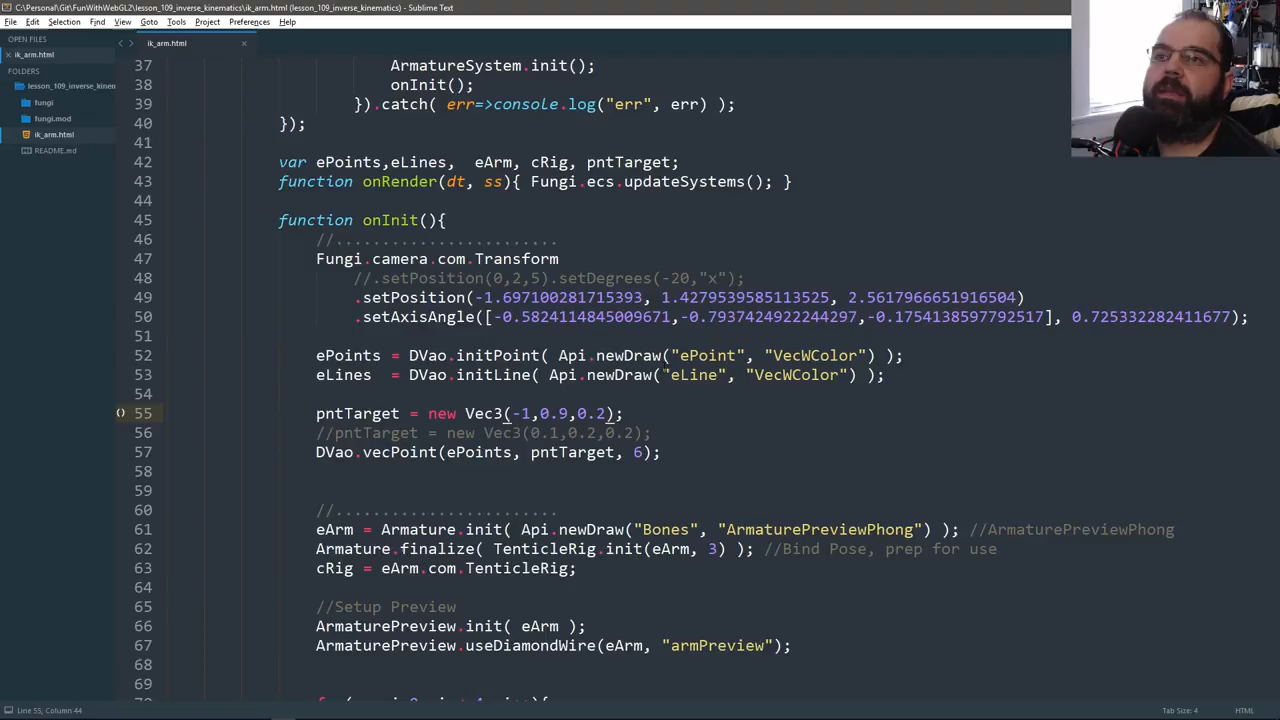 C:\Personal\Git\FunWithWebGL2\lesson_109_inverse_kinematics\ik_arm.html (lesson_109_inverse_kinematics) - Sublime Text
File Edit Selection Find View Goto Tools Project Preferences Help
OPEN FILES
ik_arm.html
FOLDERS
lesson_109_inverse_kinem
fungi
fungi.mod
ik_arm.html
README.md
ik_arm.html
37 ArmatureSystem.init();
38 onInit();
39 }).catch( err=>console.log("err", err) );
40 });
41
42 var ePoints,eLines,  eArm, cRig, pntTarget;
43 function onRender(dt, ss){ Fungi.ecs.updateSystems(); }
44
45 function onInit(){
46 //........................
47 Fungi.camera.com.Transform
48 //.setPosition(0,2,5).setDegrees(-20,"x");
49 .setPosition(-1.697100281715393, 1.4279539585113525, 2.5617966651916504)
50 .setAxisAngle([-0.5824114845009671,-0.7937424922244297,-0.1754138597792517], 0.725332282411677);
51
52 ePoints = DVao.initPoint( Api.newDraw("ePoint", "VecWColor") );
53 eLines  = DVao.initLine( Api.newDraw("eLine", "VecWColor") );
54
55 pntTarget = new Vec3(-1,0.9,0.2);
56 //pntTarget = new Vec3(0.1,0.2,0.2);
57 DVao.vecPoint(ePoints, pntTarget, 6);
58
59
60 //........................
61 eArm = Armature.init( Api.newDraw("Bones", "ArmaturePreviewPhong") ); //ArmaturePreviewPhong
62 Armature.finalize( TenticleRig.init(eArm, 3) ); //Bind Pose, prep for use
63 cRig = eArm.com.TenticleRig;
64
65 //Setup Preview
66 ArmaturePreview.init( eArm );
67 ArmaturePreview.useDiamondWire(eArm, "armPreview");
68
69
Line 55, Column 44
Tab Size: 4
HTML